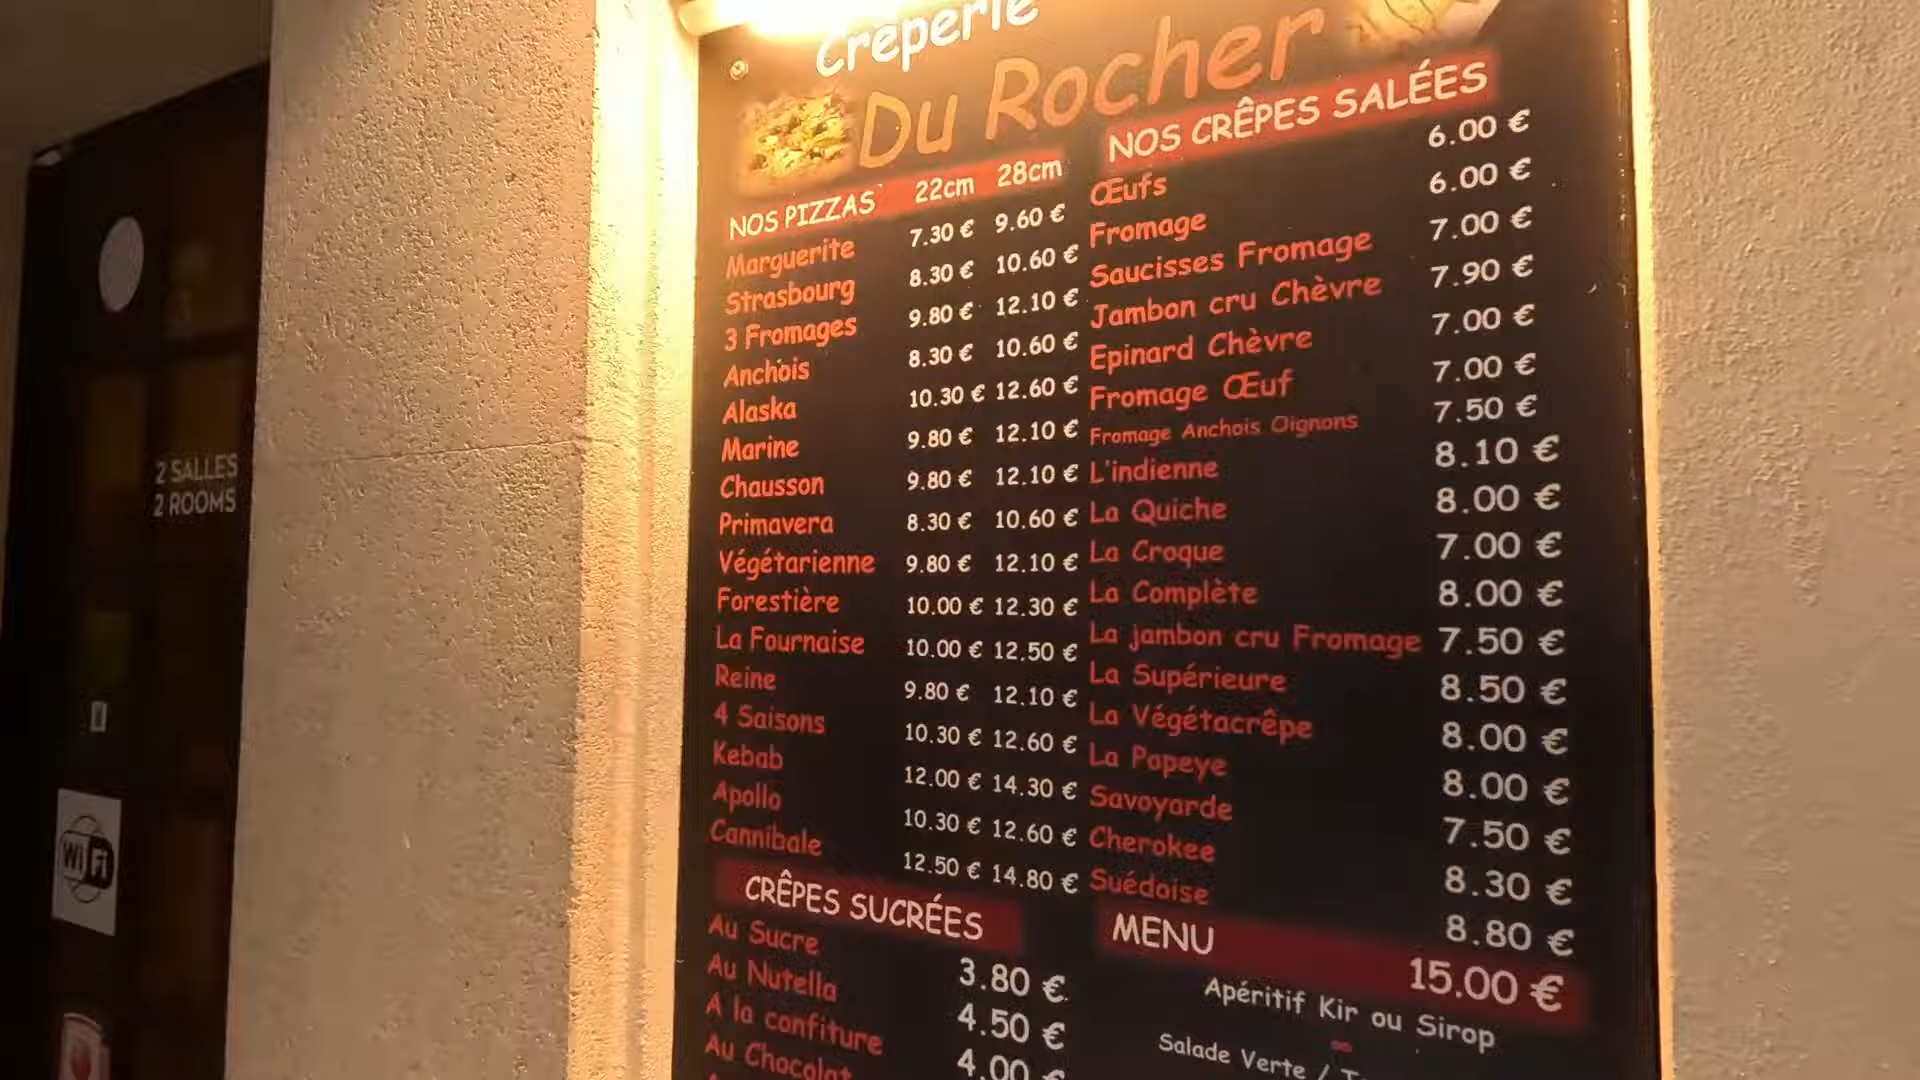 Crêperie
Du Rocher
NOS PIZZAS 22cm 28cm
Marguerite 7.30 € 9.60 €
Strasbourg 8.30 € 10.60 €
3 Fromages 9.80 € 12.10 €
Anchois 8.30 € 10.60 €
Alaska 10.30 € 12.60 €
Marine 9.80 € 12.10 €
Chausson 9.80 € 12.10 €
Primavera 8.30 € 10.60 €
Végétarienne 9.80 € 12.10 €
Forestière 10.00 € 12.30 €
La Fournaise 10.00 € 12.50 €
Reine 9.80 € 12.10 €
4 Saisons 10.30 € 12.60 €
Kebab 12.00 € 14.30 €
Apollo 10.30 € 12.60 €
Cannibale 12.50 € 14.80 €
CRÊPES SUCRÉES
Au Sucre 3.80 €
Au Nutella 4.50 €
A la confiture 4.00 €
Au Chocolat
NOS CRÊPES SALÉES
Œufs 6.00 €
Fromage 6.00 €
Saucisses Fromage 7.00 €
Jambon cru Chèvre 7.90 €
Epinard Chèvre 7.00 €
Fromage Œuf 7.00 €
Fromage Anchois Oignons 7.50 €
L'indienne 8.10 €
La Quiche 8.00 €
La Croque 7.00 €
La Complète 8.00 €
La jambon cru Fromage 7.50 €
La Supérieure 8.50 €
La Végétacrêpe 8.00 €
La Popeye 8.00 €
Savoyarde 7.50 €
Cherokee 8.30 €
Suédoise 8.80 €
MENU 15.00 €
Apéritif Kir ou Sirop
Salade Verte /
2 SALLES
2 ROOMS
Wi Fi